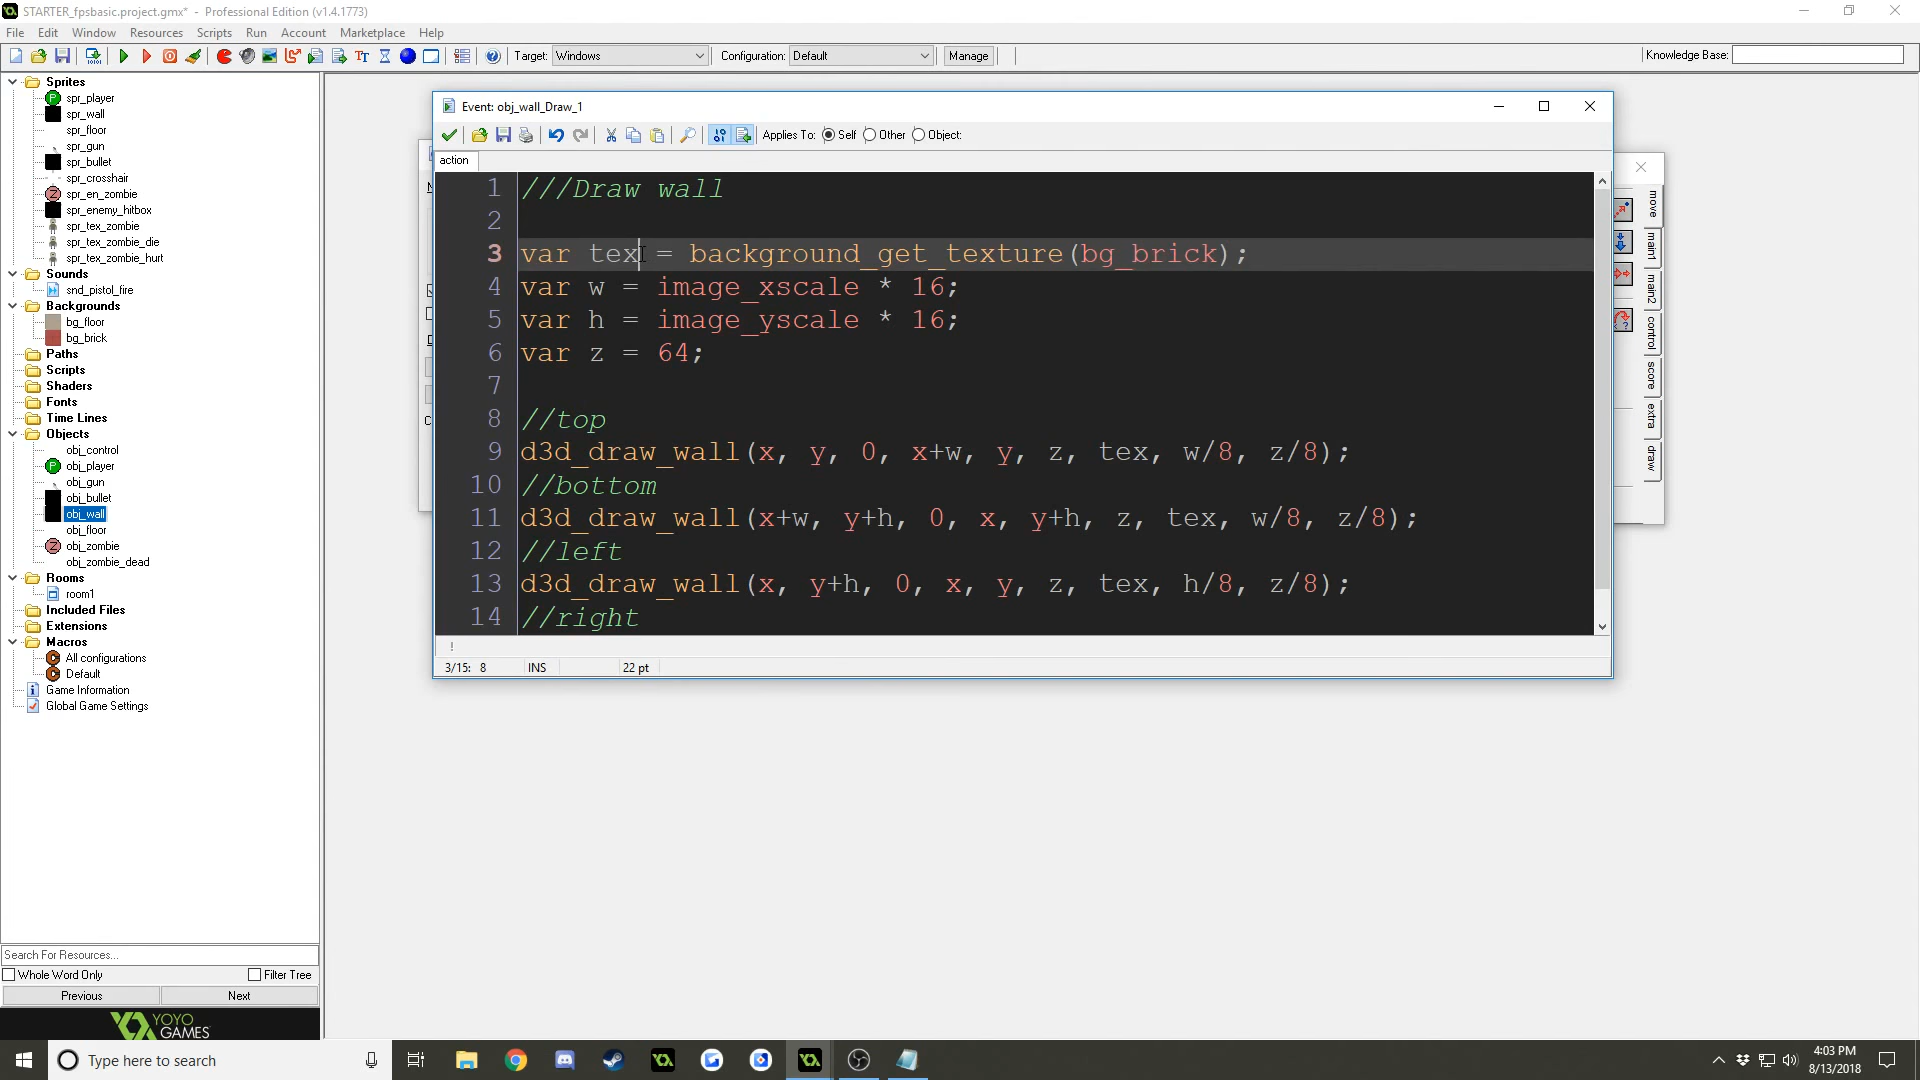 STARTER_fpsbasic.project.gmx* - Professional Edition (v1.4.1773)
File Edit Window Resources Scripts Run Account Marketplace Help
Target: Windows Configuration: Default Manage Knowledge Base:
Sprites
spr_player
spr_wall
spr_floor
spr_gun
spr_bullet
spr_crosshair
spr_en_zombie
spr_enemy_hitbox
spr_tex_zombie
spr_tex_zombie_die
spr_tex_zombie_hurt
Sounds
snd_pistol_fire
Backgrounds
bg_floor
bg_brick
Paths
Scripts
Shaders
Fonts
Time Lines
Objects
obj_control
obj_player
obj_gun
obj_bullet
obj_wall
obj_floor
obj_zombie
obj_zombie_dead
Rooms
room1
Included Files
Extensions
Macros
All configurations
Default
Game Information
Global Game Settings
Search For Resources...
Whole Word Only Filter Tree
Previous Next
YOYO
GAMES
Event: obj_wall_Draw_1
Applies To: Self Other Object:
action
1 ///Draw wall
2
3 var tex = background_get_texture(bg_brick);
4 var w = image_xscale * 16;
5 var h = image_yscale * 16;
6 var z = 64;
7
8 //top
9 d3d_draw_wall(x, y, 0, x+w, y, z, tex, w/8, z/8);
10 //bottom
11 d3d_draw_wall(x+w, y+h, 0, x, y+h, z, tex, w/8, z/8);
12 //left
13 d3d_draw_wall(x, y+h, 0, x, y, z, tex, h/8, z/8);
14 //right
3/15: 8 INS 22 pt
move
main1
main2
control
score
extra
draw
Type here to search
4:03 PM
8/13/2018